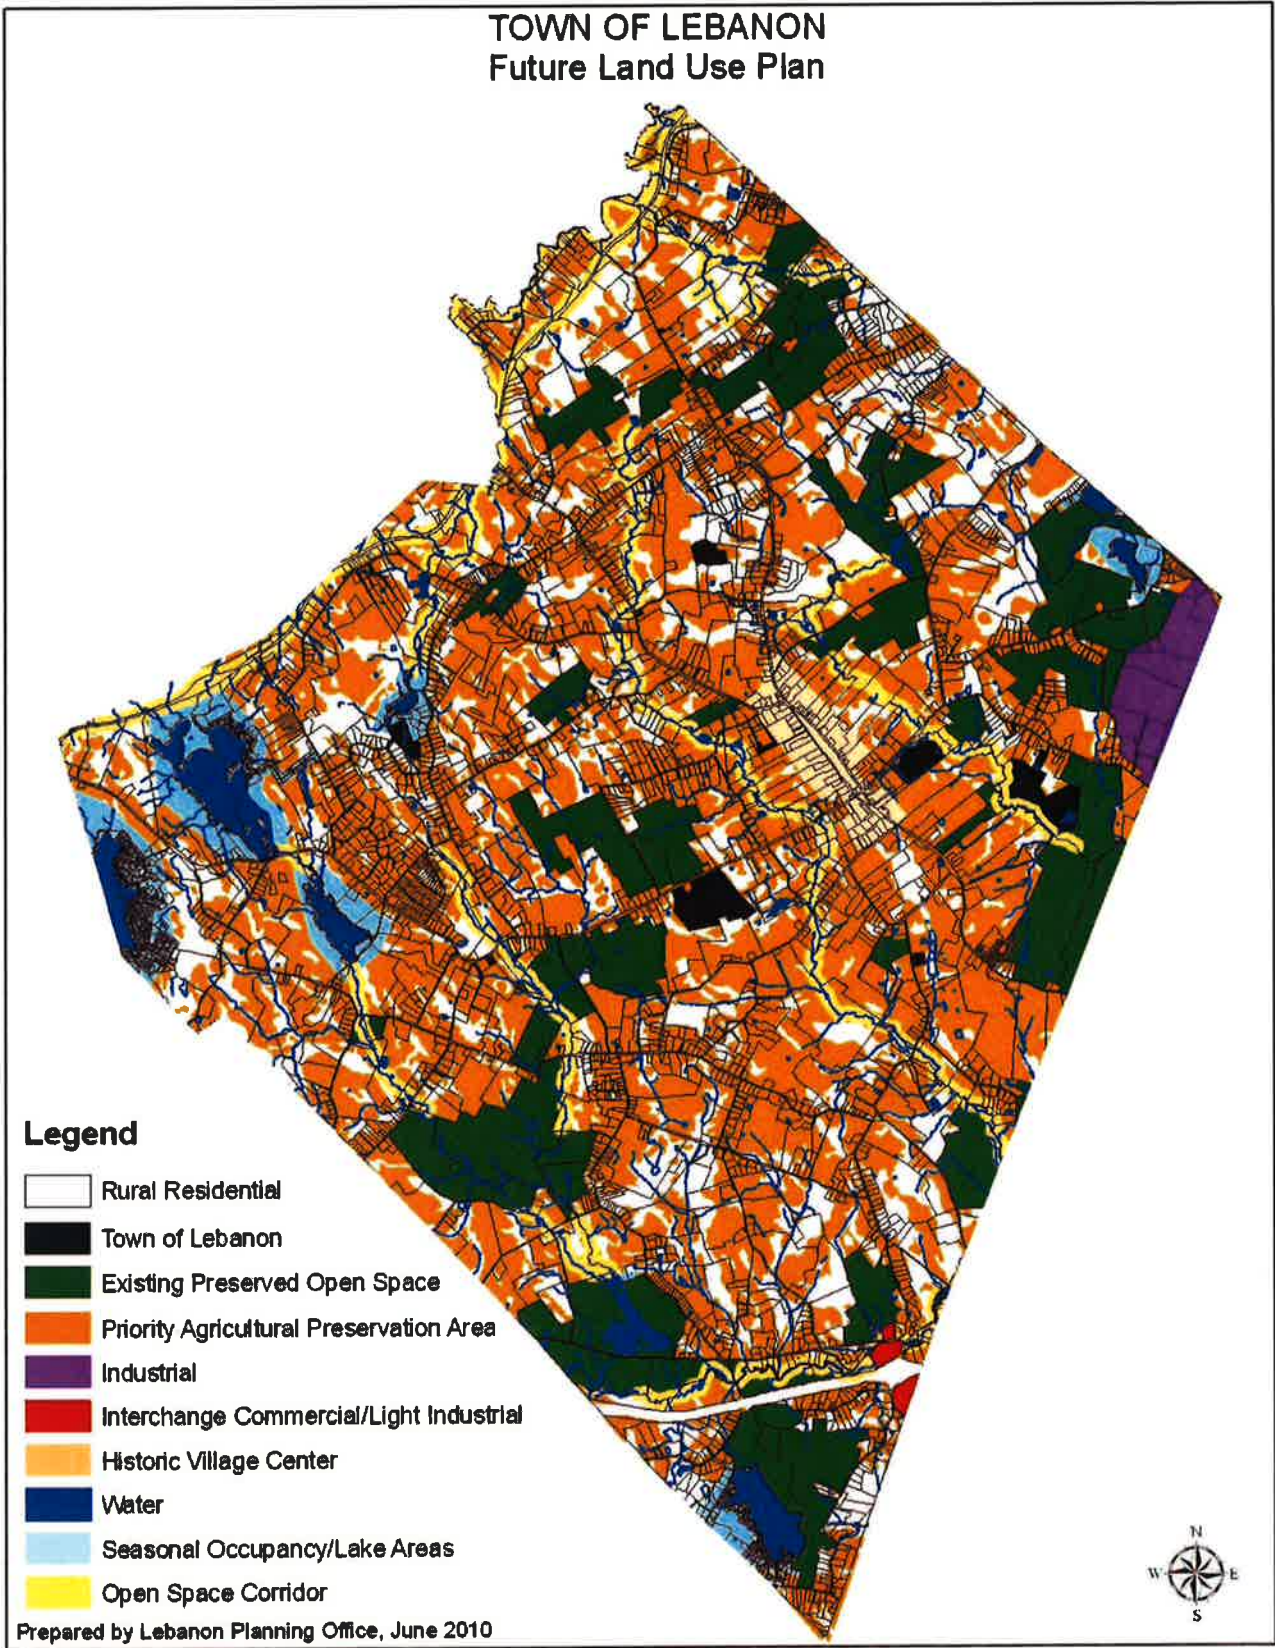 TOWN OF LEBANON
Future Land Use Plan
Legend
Rural Residential
Town of Lebanon
Existing Preserved Open Space
Priority Agricultural Preservation Area
Industrial
Interchange Commercial/Light Industrial
Historic Village Center
Water
Seasonal Occupancy/Lake Areas
Open Space Corridor
Prepared by Lebanon Planning Office, June 2010
N
W E
S